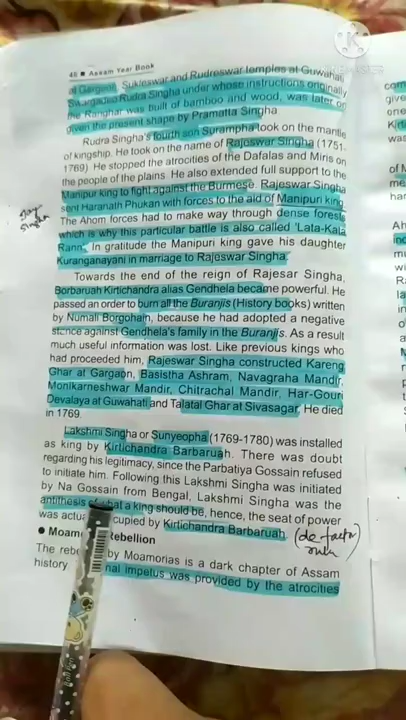 46 ■ Assam Year Book
at Gargaon, Sukleswar and Rudreswar temples at Guwahati
Swargadeo Rudra Singha under whose instructions originally
the Ranghar was built of bamboo and wood, was later on
given the present shape by Pramatta Singha
Rudra Singha's fourth son Surampha took on the mantle
of kingship. He took on the name of Rajeswar Singha (1751-
1769) He stopped the atrocities of the Dafalas and Miris on
the people of the plains. He also extended full support to the
Manipur king to fight against the Burmese. Rajeswar Singha
sent Haranath Phukan with forces to the aid of Manipuri king.
The Ahom forces had to make way through dense forests
which is why this particular battle is also called 'Lata-Kata
Rann'. In gratitude the Manipuri king gave his daughter
Kuranganayani in marriage to Rajeswar Singha.
Towards the end of the reign of Rajesar Singha,
Borbaruah Kirtichandra alias Gendhela became powerful. He
passed an order to burn all the Buranjis (History books) written
by Numali Borgohain, because he had adopted a negative
stence against Gendhela's family in the Buranjis. As a result
much useful information was lost. Like previous kings who
had proceeded him, Rajeswar Singha constructed Kareng
Ghar at Gargaon, Basistha Ashram, Navagraha Mandir,
Monikarneshwar Mandir, Chitrachal Mandir, Har-Gouri
Devalaya at Guwahati and Talatal Ghar at Sivasagar. He died
in 1769.
Lakshmi Singha or Sunyeopha (1769-1780) was installed
as king by Kirtichandra Barbaruah. There was doubt
regarding his legitimacy, since the Parbatiya Gossain refused
to initiate him. Following this Lakshmi Singha was initiated
by Na Gossain from Bengal, Lakshmi Singha was the
antithesis of what a king should be, hence, the seat of power
was actua cupied by Kirtichandra Barbaruah. (de facto
● Moamo Rebellion
The rebe by Moamorias is a dark chapter of Assam
history nal impetus was provided by the atrocities